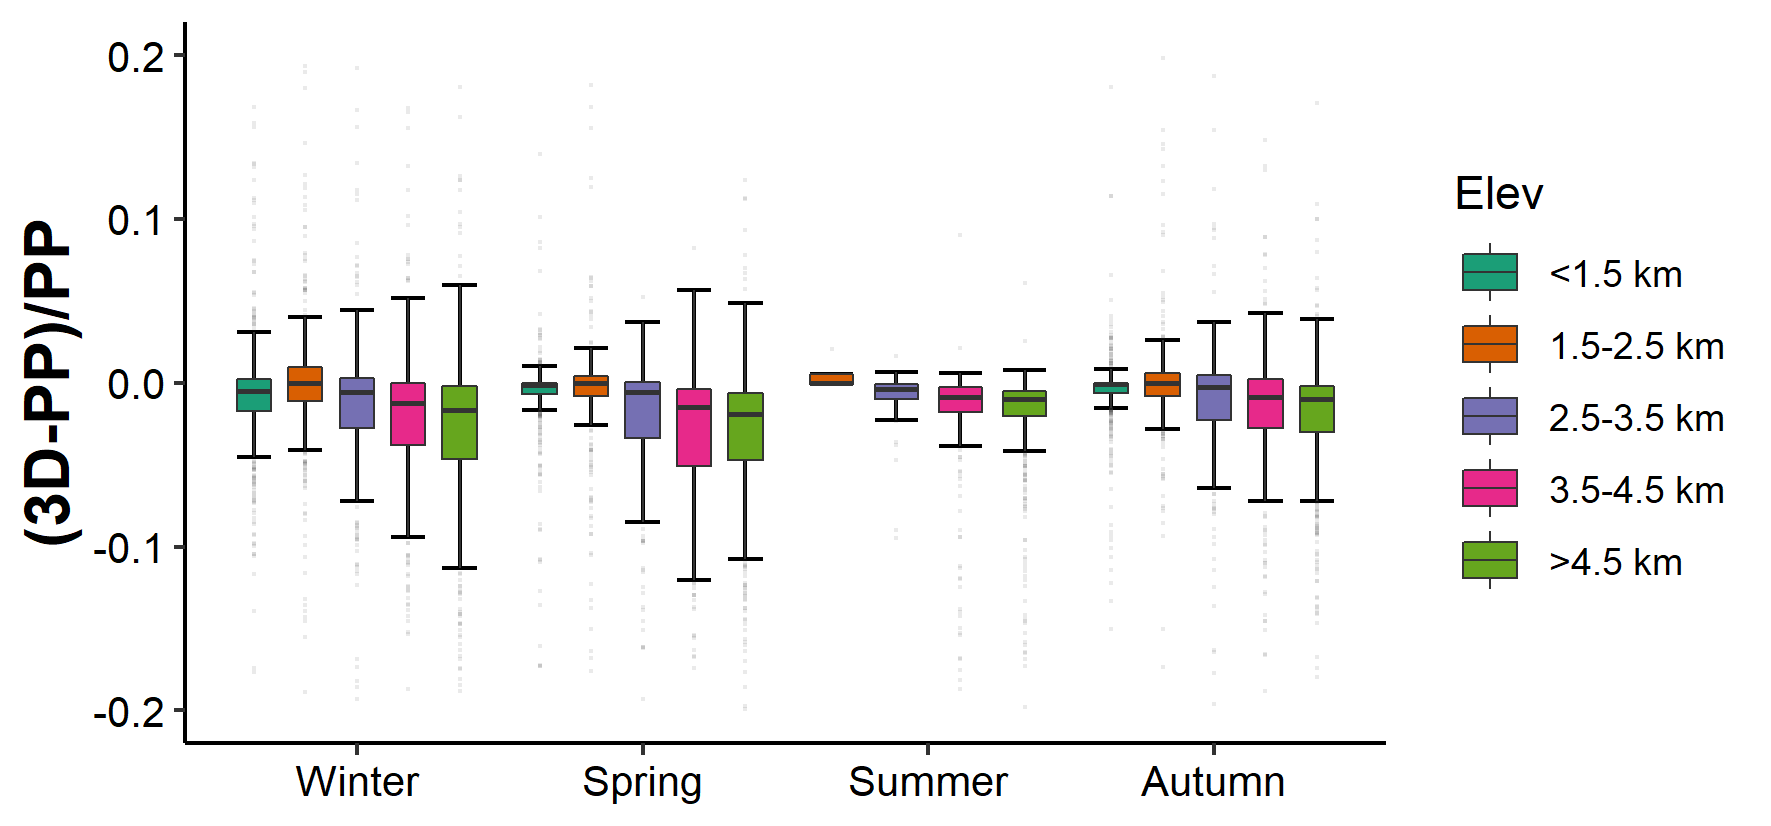 (3D-PP)/PP
0.2
0.1
0.0
-0.1
-0.2
Winter
Spring
Summer
Autumn
Elev
<1.5 km
1.5-2.5 km
2.5-3.5 km
3.5-4.5 km
>4.5 km